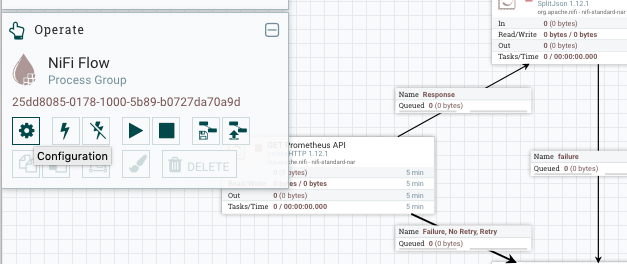 Operate
NiFi Flow
Process Group
25dd8085-0178-1000-5b89-b0727da70a9d
Configuration
DELETE
SplitJson 1.12.1
org.apache.nifi - nifi-standard-nar
In 0 (0 bytes)
Read/Write 0 bytes / 0 bytes
Out 0 (0 bytes)
Tasks/Time 0 / 00:00:00.000
Name Response
Queued 0 (0 bytes)
Prometheus API
HTTP 1.12.1
apache.nifi - nifi-standard-nar
(0 bytes) 5 min
bytes / 0 bytes 5 min
Out 0 (0 bytes) 5 min
Tasks/Time 0 / 00:00:00.000 5 min
Name failure
Queued 0 (0 bytes)
Name Failure, No Retry, Retry
Queued 0 (0 bytes)